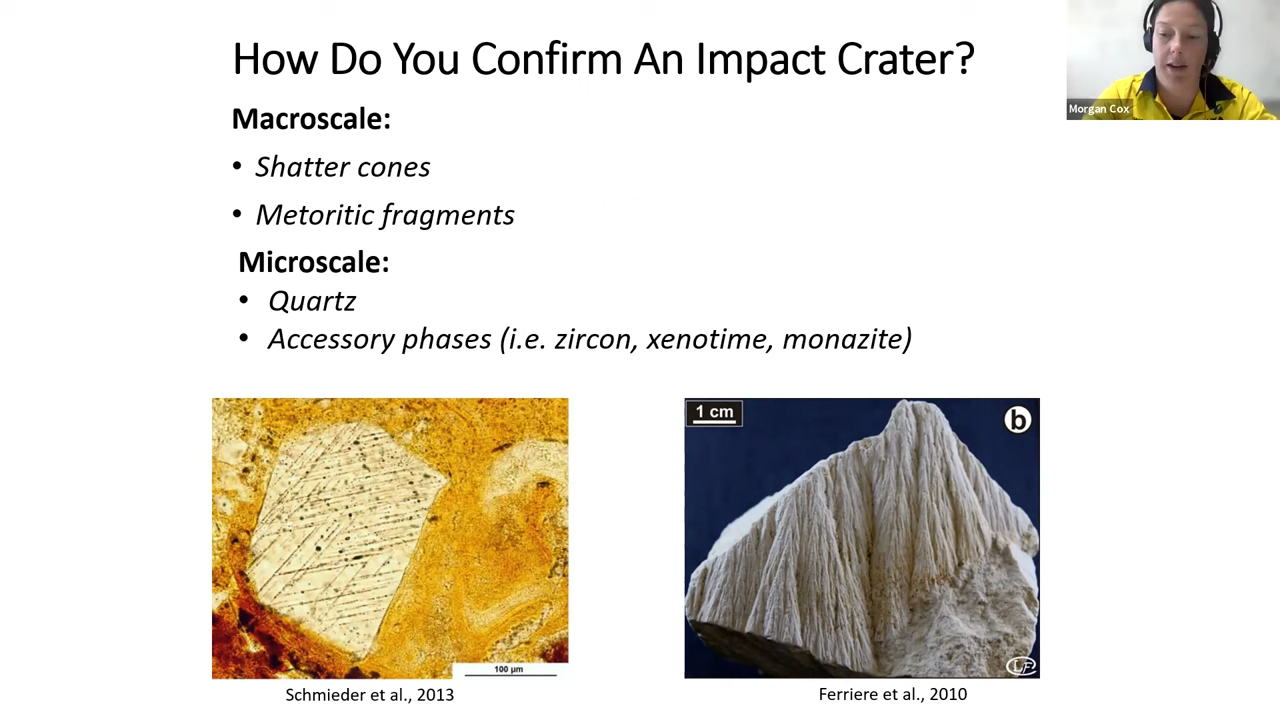 How Do You Confirm An Impact Crater?
Macroscale:
• Shatter cones
• Metoritic fragments
Microscale:
• Quartz
• Accessory phases (i.e. zircon, xenotime, monazite)
Morgan Cox
100 µm
Schmieder et al., 2013
1 cm
b
LF
Ferriere et al., 2010